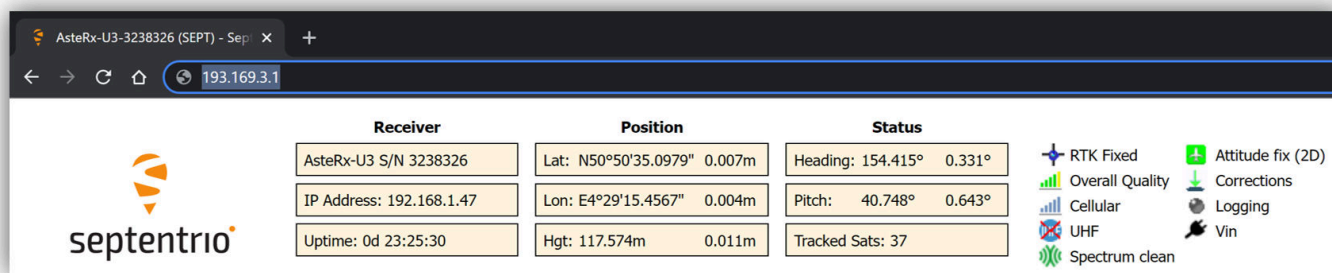 AsteRx-U3-3238326 (SEPT) - Sep
193.169.3.1
septentrio
Receiver
AsteRx-U3 S/N 3238326
IP Address: 192.168.1.47
Uptime: 0d 23:25:30
Position
Lat: N50°50'35.0979" 0.007m
Lon: E4°29'15.4567" 0.004m
Hgt: 117.574m 0.011m
Status
Heading: 154.415° 0.331°
Pitch: 40.748° 0.643°
Tracked Sats: 37
RTK Fixed
Overall Quality
Cellular
UHF
Spectrum clean
Attitude fix (2D)
Corrections
Logging
Vin